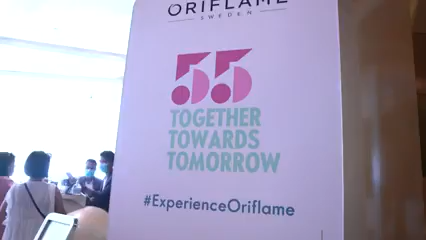 ORIFLAME
SWEDEN
55
TOGETHER
TOWARDS
TOMORROW
#ExperienceOriflame